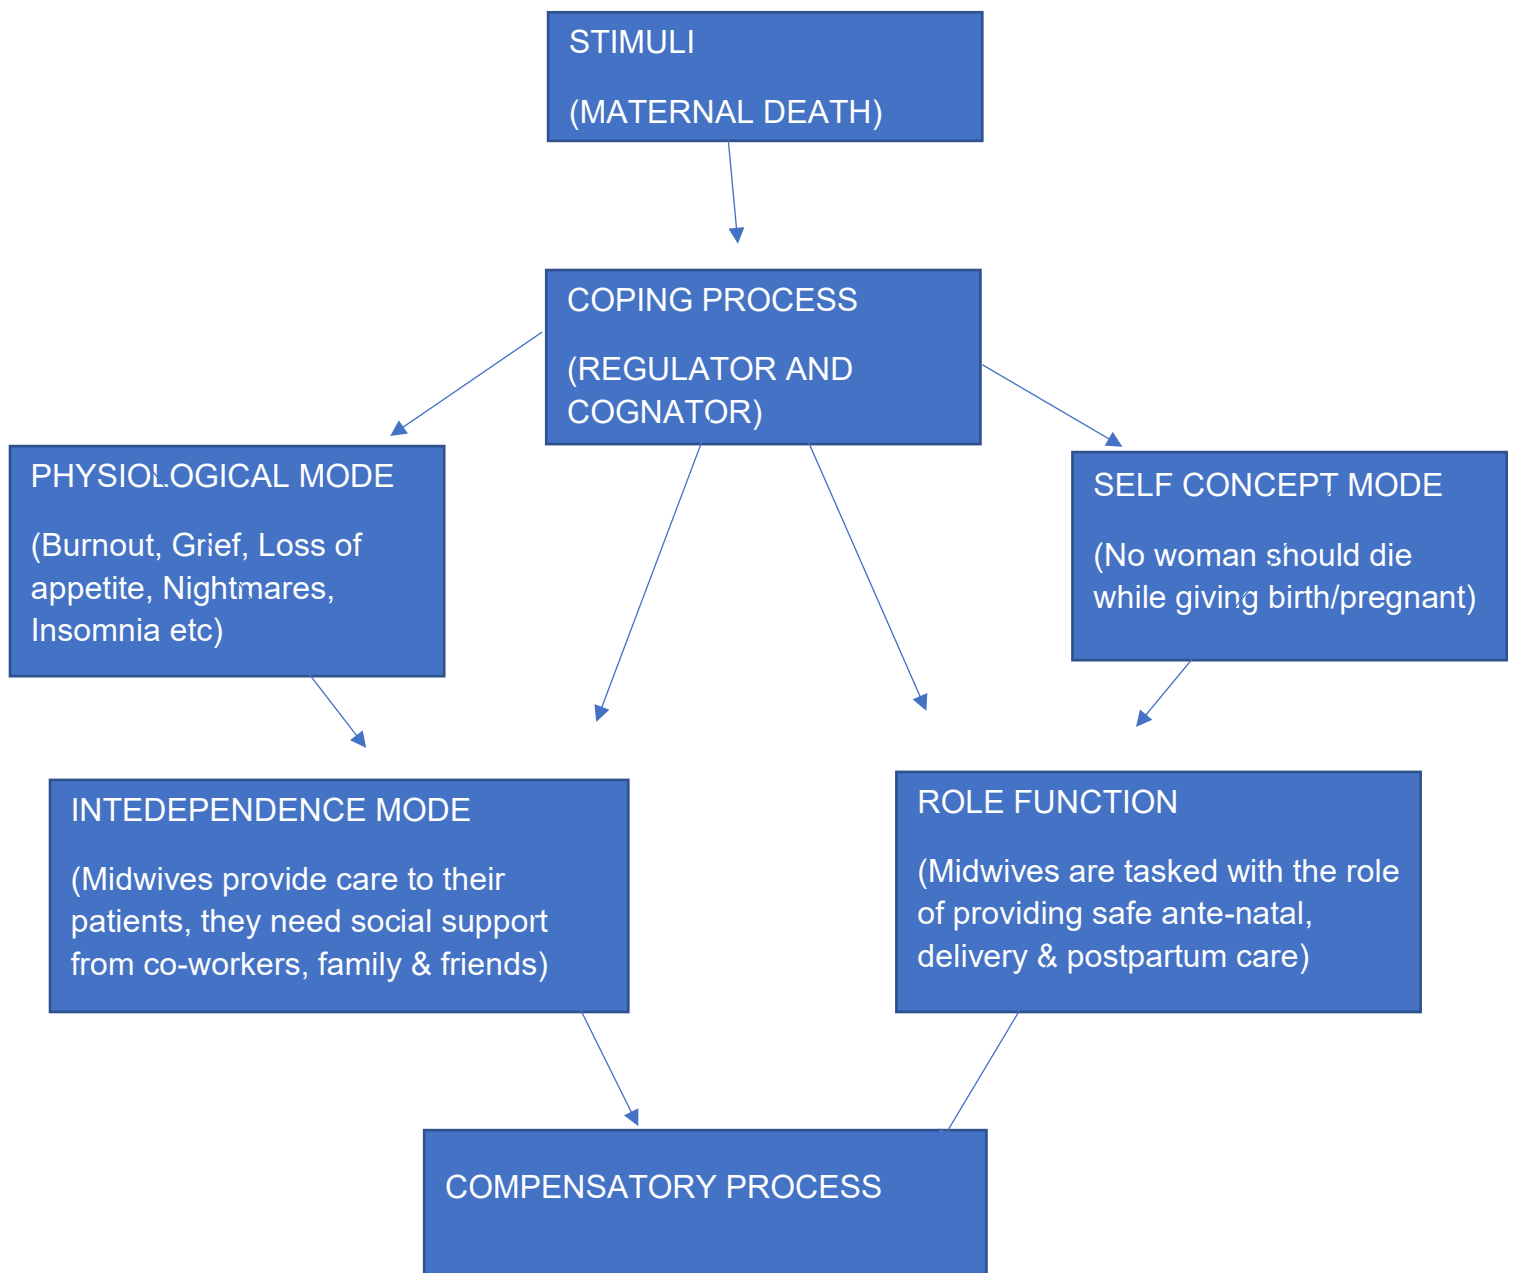 STIMULI
(MATERNAL DEATH)
COPING PROCESS
(REGULATOR AND
COGNATOR)
PHYSIOLOGICAL MODE
(Burnout, Grief, Loss of
appetite, Nightmares,
Insomnia etc)
SELF CONCEPT MODE
(No woman should die
while giving birth/pregnant)
INTEDEPENDENCE MODE
(Midwives provide care to their
patients, they need social support
from co-workers, family & friends)
ROLE FUNCTION
(Midwives are tasked with the role
of providing safe ante-natal,
delivery & postpartum care)
COMPENSATORY PROCESS